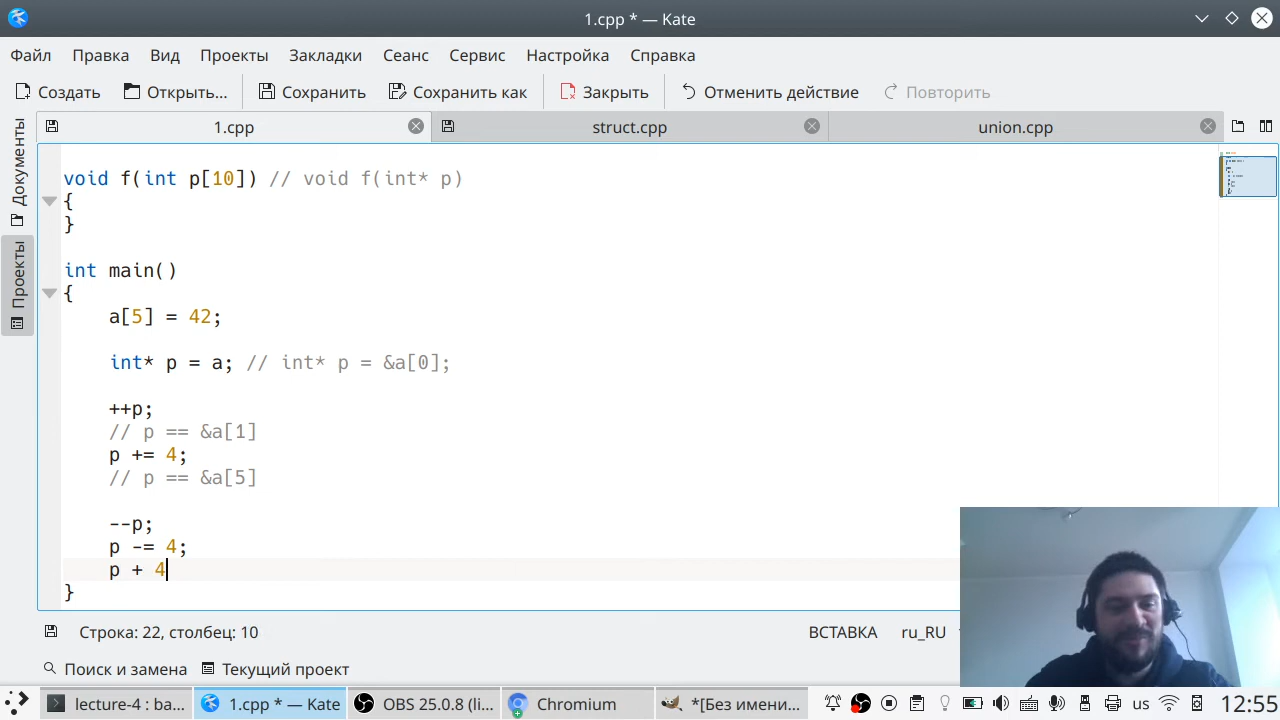 1.cpp * — Kate
Файл Правка Вид Проекты Закладки Сеанс Сервис Настройка Справка
Создать Открыть... Сохранить Сохранить как Закрыть Отменить действие Повторить
1.cpp struct.cpp union.cpp
Документы
Проекты
void f(int p[10]) // void f(int* p)
{
}
int main()
{
a[5] = 42;
int* p = a; // int* p = &a[0];
++p;
// p == &a[1]
p += 4;
// p == &a[5]
--p;
p -= 4;
p + 4
}
Строка: 22, столбец: 10 ВСТАВКА ru_RU
Поиск и замена Текущий проект
lecture-4 : ba... 1.cpp * — Kate OBS 25.0.8 (li... Chromium *[Без имени... us 12:55